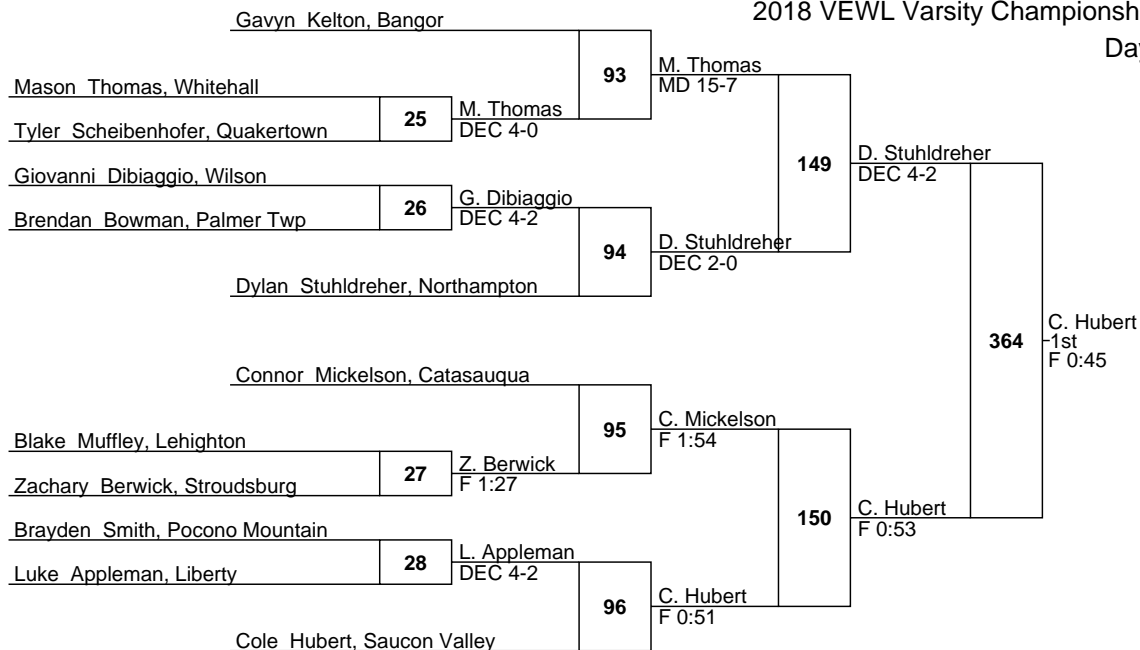 2018 VEWL Varsity Championsh
Day
Gavyn Kelton, Bangor
93
M. Thomas
MD 15-7
Mason Thomas, Whitehall
25
M. Thomas
DEC 4-0
Tyler Scheibenhofer, Quakertown
149
D. Stuhldreher
DEC 4-2
Giovanni Dibiaggio, Wilson
26
G. Dibiaggio
DEC 4-2
Brendan Bowman, Palmer Twp
94
D. Stuhldreher
DEC 2-0
Dylan Stuhldreher, Northampton
364
C. Hubert
1st
F 0:45
Connor Mickelson, Catasauqua
95
C. Mickelson
F 1:54
Blake Muffley, Lehighton
27
Z. Berwick
F 1:27
Zachary Berwick, Stroudsburg
150
C. Hubert
F 0:53
Brayden Smith, Pocono Mountain
28
L. Appleman
DEC 4-2
Luke Appleman, Liberty
96
C. Hubert
F 0:51
Cole Hubert, Saucon Valley